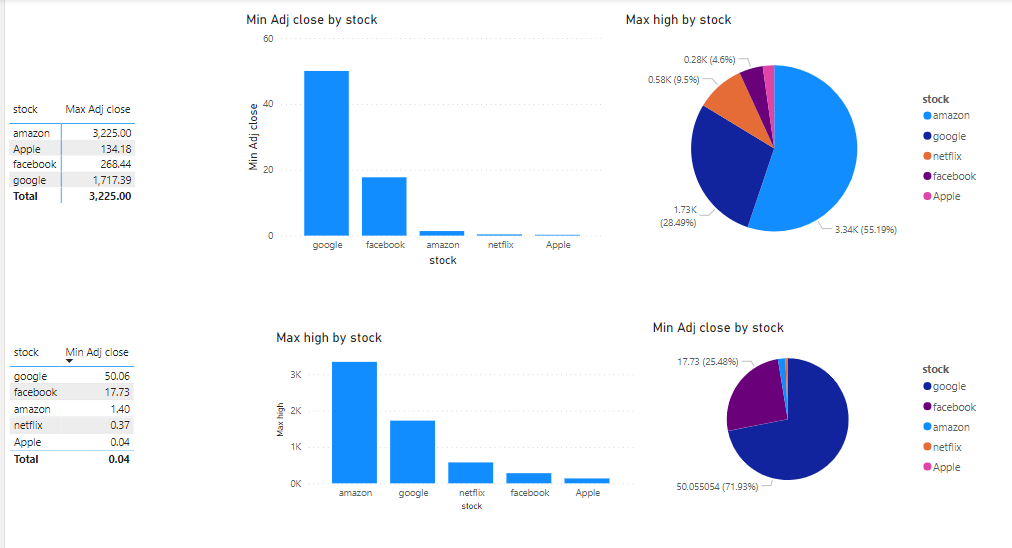 Min Adj close by stock
60
40
20
0
Min Adj close
google facebook amazon netflix Apple
stock
Max high by stock
0.28K (4.6%)
0.58K (9.5%)
1.73K
(28.49%)
3.34K (55.19%)
stock
amazon
google
netflix
facebook
Apple
stock Max Adj close
amazon 3,225.00
Apple 134.18
facebook 268.44
google 1,717.39
Total 3,225.00
stock Min Adj close
google 50.06
facebook 17.73
amazon 1.40
netflix 0.37
Apple 0.04
Total 0.04
Max high by stock
3K
2K
1K
0K
Max high
amazon google netflix facebook Apple
stock
Min Adj close by stock
17.73 (25.48%)
50.055054 (71.93%)
stock
google
facebook
amazon
netflix
Apple